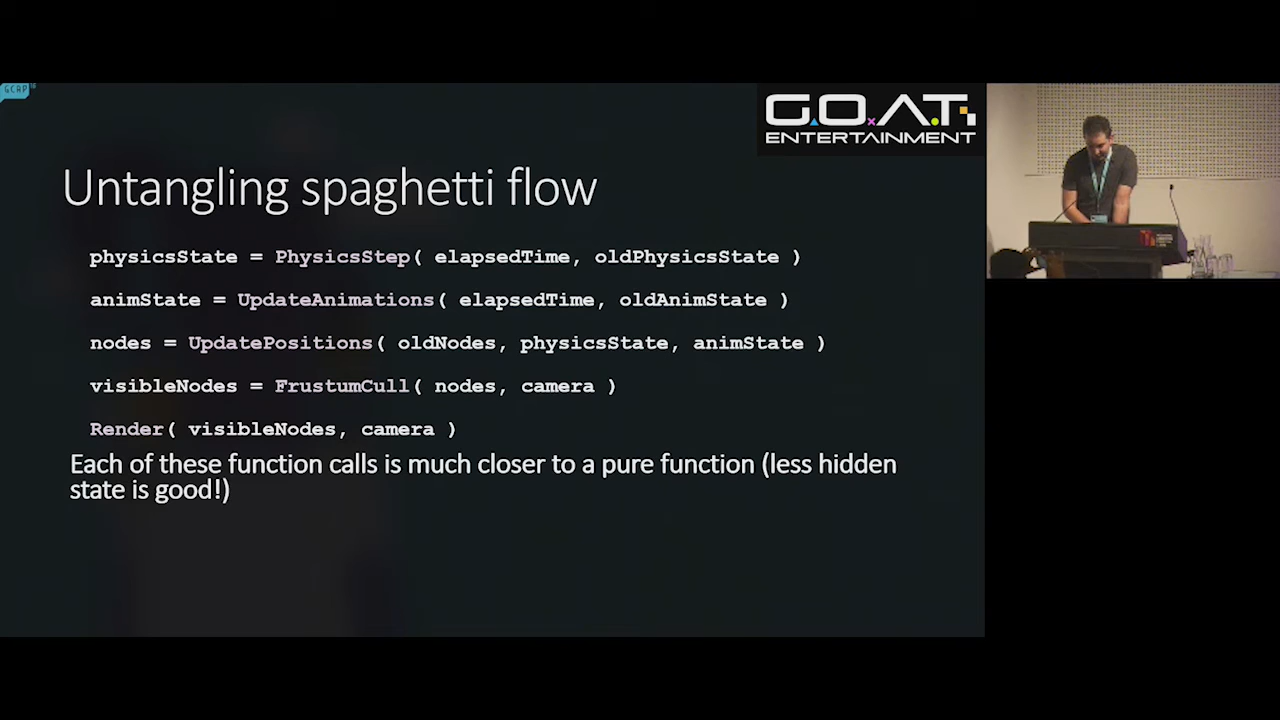 GCAP
G.O.A.T.
ENTERTAINMENT
Untangling spaghetti flow
physicsState = PhysicsStep( elapsedTime, oldPhysicsState )
animState = UpdateAnimations( elapsedTime, oldAnimState )
nodes = UpdatePositions( oldNodes, physicsState, animState )
visibleNodes = FrustumCull( nodes, camera )
Render( visibleNodes, camera )
Each of these function calls is much closer to a pure function (less hidden
state is good!)